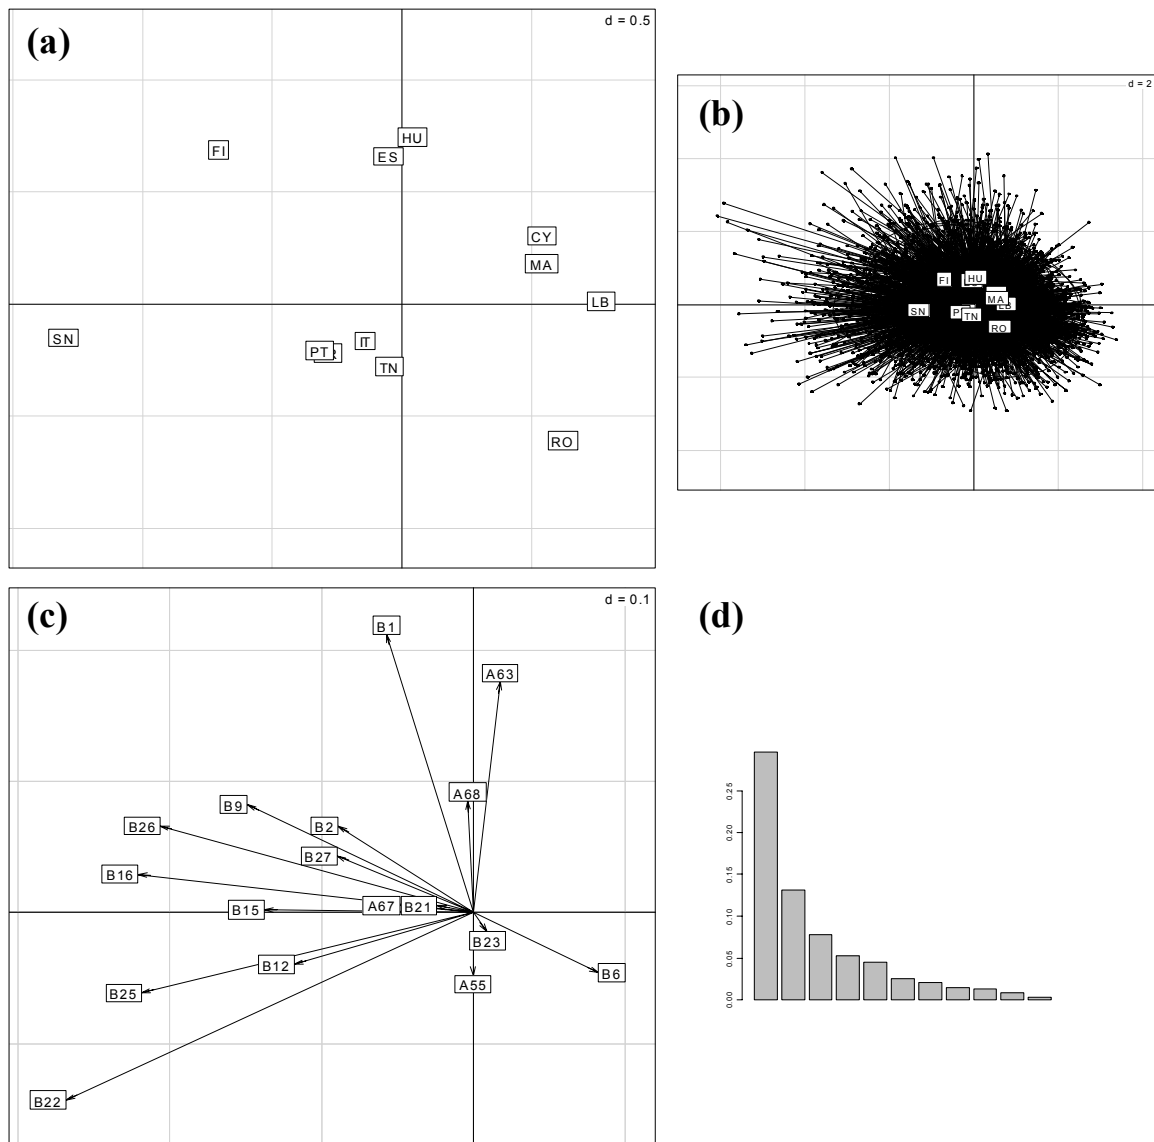 (a)
d = 0.5
FI
HU
ES
CY
MA
LB
SN
PT
IT
TN
RO
(b)
d = 2
FI
HU
MA
SN
TN
RO
(c)
d = 0.1
B1
A63
A68
B9
B2
B26
B27
B16
A67
B21
B15
B23
B12
B6
A55
B25
B22
(d)
0.25
0.20
0.15
0.10
0.05
0.00